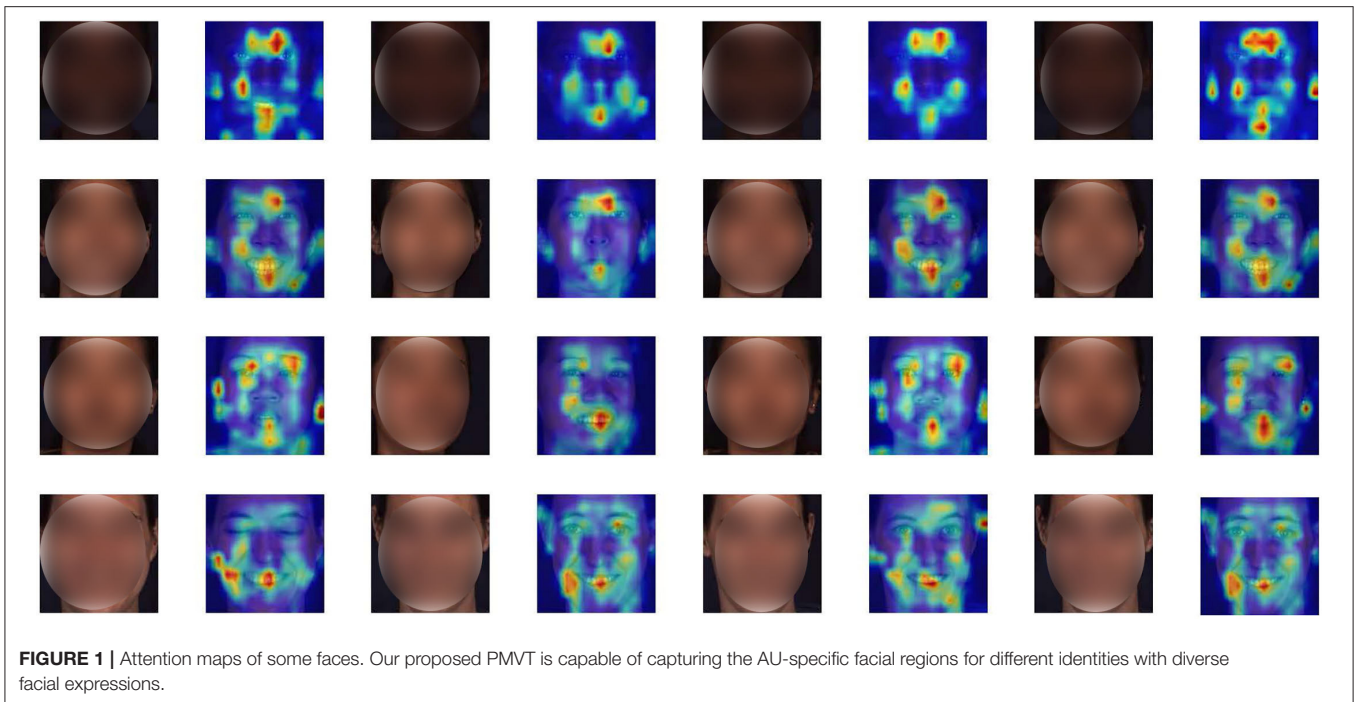 FIGURE 1 | Attention maps of some faces. Our proposed PMVT is capable of capturing the AU-specific facial regions for different identities with diverse
facial expressions.